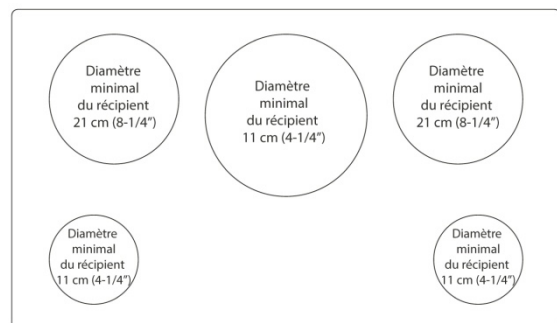 Diamètre
minimal
du récipient
21 cm (8-1/4”)
Diamètre
minimal
du récipient
11 cm (4-1/4”)
Diamètre
minimal
du récipient
21 cm (8-1/4”)
Diamètre
minimal
du récipient
11 cm (4-1/4”)
Diamètre
minimal
du récipient
11 cm (4-1/4”)